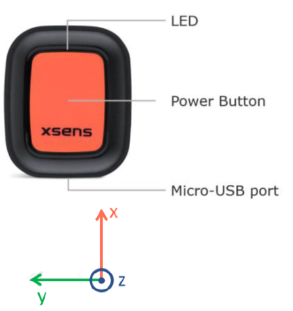 LED
Power Button
xsens
Micro-USB port
x
z
y